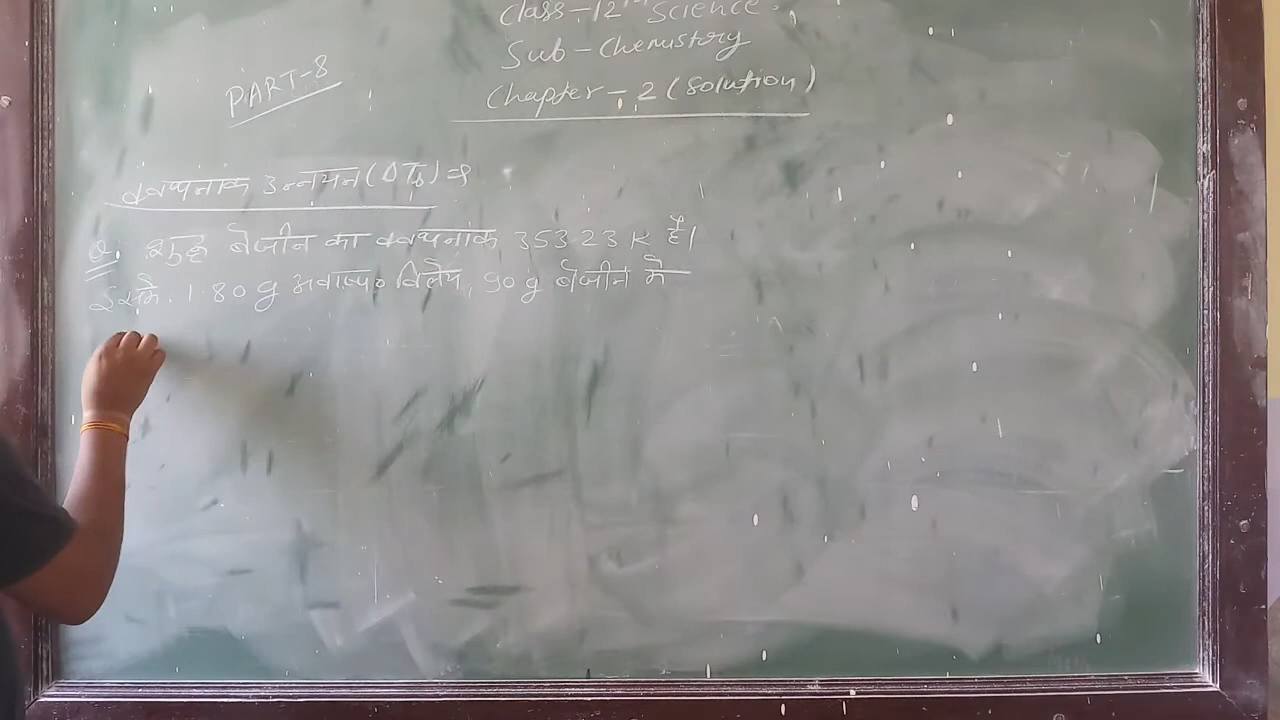 Class-12th Science.
Sub-Chemistory
Chapter-2 (Solution)
PART-8
क्वथनांक उन्नयन (ΔTb) ⇒
Q. शुद्ध बेंजीन का क्वथनांक 353.23 K है।
इसमें 1.80 g अवाष्प० विलेय, 90 g बेंजीन में